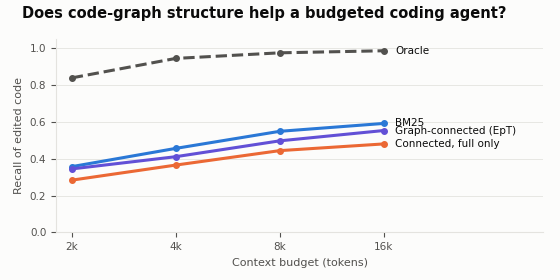 Does code-graph structure help a budgeted coding agent?
1.0
0.8
0.6
0.4
0.2
0.0
Recall of edited code
Oracle
BM25
Graph-connected (EpT)
Connected, full only
2k
4k
8k
16k
Context budget (tokens)